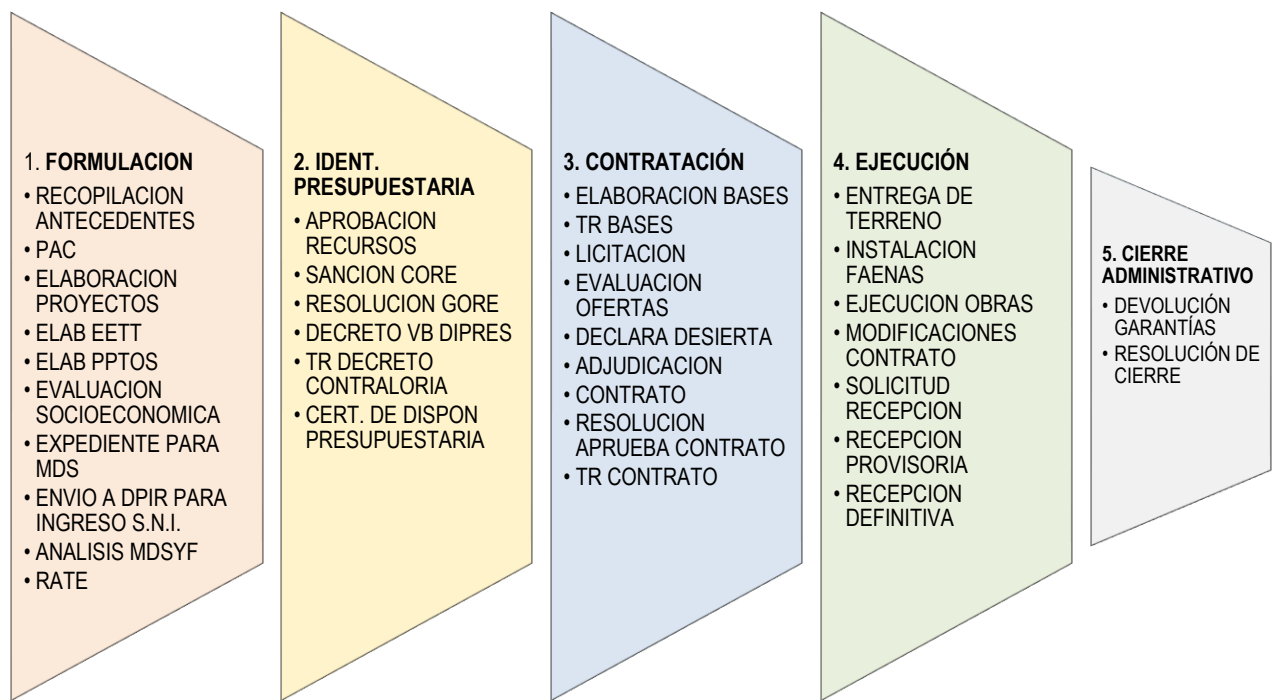 1. FORMULACION
• RECOPILACION
ANTECEDENTES
• PAC
• ELABORACION
PROYECTOS
• ELAB EETT
• ELAB PPTOS
• EVALUACION
SOCIOECONOMICA
• EXPEDIENTE PARA
MDS
• ENVIO A DPIR PARA
INGRESO S.N.I.
• ANALISIS MDSYF
• RATE
2. IDENT.
PRESUPUESTARIA
• APROBACION
RECURSOS
• SANCION CORE
• RESOLUCION GORE
• DECRETO VB DIPRES
• TR DECRETO
CONTRALORIA
• CERT. DE DISPON
PRESUPUESTARIA
3. CONTRATACIÓN
• ELABORACION BASES
• TR BASES
• LICITACION
• EVALUACION
OFERTAS
• DECLARA DESIERTA
• ADJUDICACION
• CONTRATO
• RESOLUCION
APRUEBA CONTRATO
• TR CONTRATO
4. EJECUCIÓN
• ENTREGA DE
TERRENO
• INSTALACION
FAENAS
• EJECUCION OBRAS
• MODIFICACIONES
CONTRATO
• SOLICITUD
RECEPCION
• RECEPCION
PROVISORIA
• RECEPCION
DEFINITIVA
5. CIERRE
ADMINISTRATIVO
• DEVOLUCIÓN
GARANTÍAS
• RESOLUCIÓN DE
CIERRE